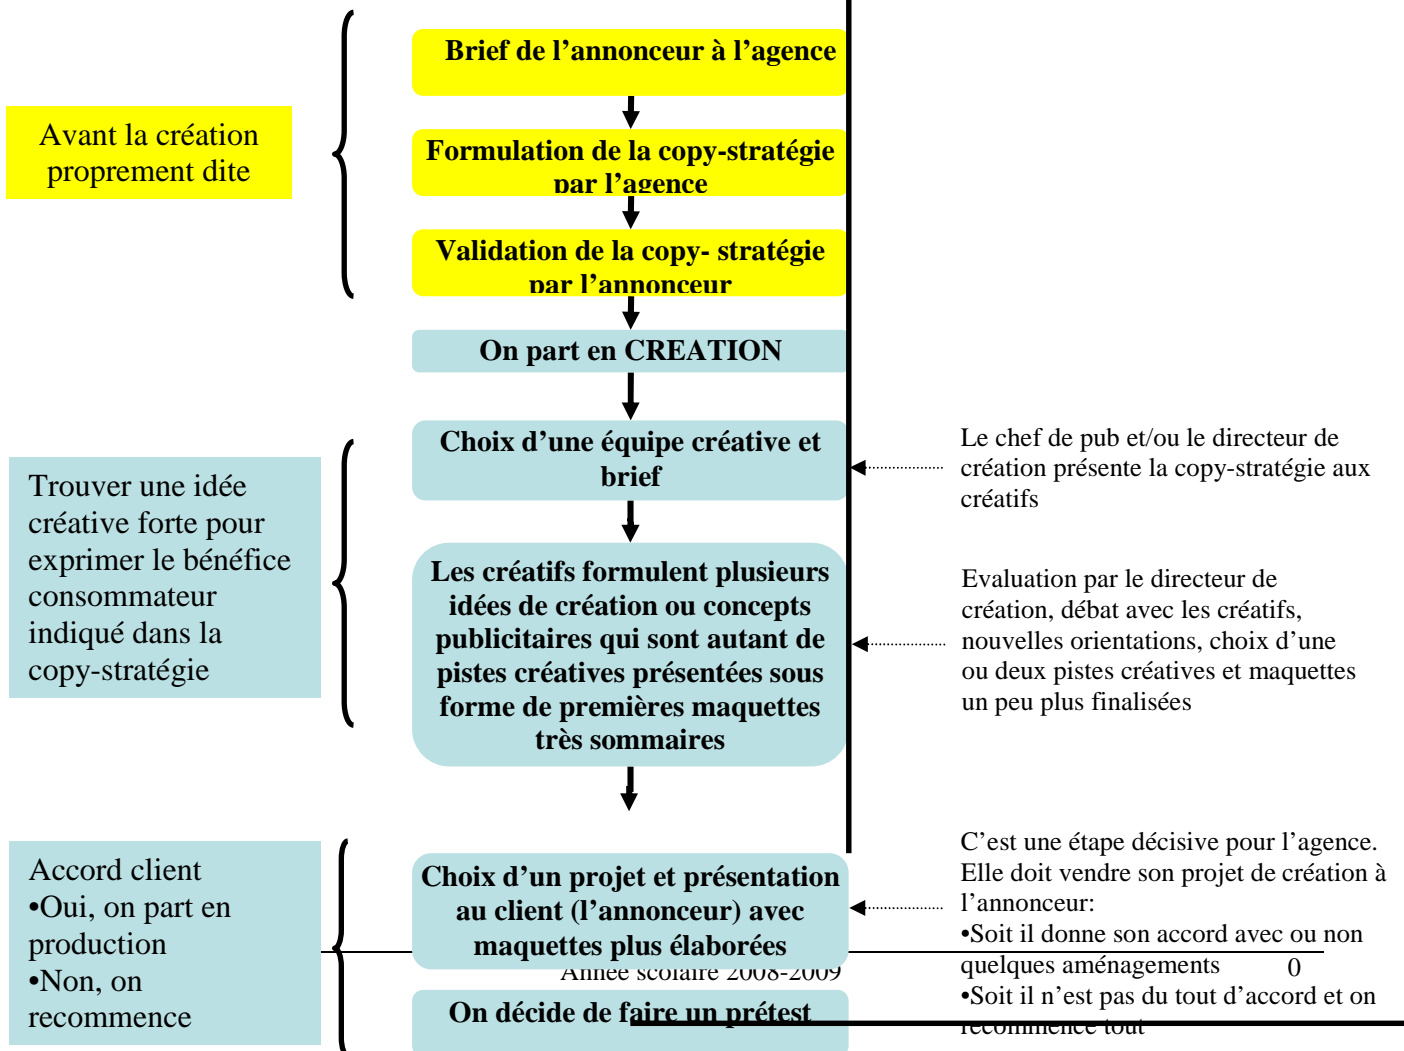 Brief de l’annonceur à l’agence
Avant la création
proprement dite
Formulation de la copy-stratégie
par l’agence
Validation de la copy- stratégie
par l’annonceur
On part en CREATION
Trouver une idée
créative forte pour
exprimer le bénéfice
consommateur
indiqué dans la
copy-stratégie
Choix d’une équipe créative et
brief
Le chef de pub et/ou le directeur de
création présente la copy-stratégie aux
créatifs
Les créatifs formulent plusieurs
idées de création ou concepts
publicitaires qui sont autant de
pistes créatives présentées sous
forme de premières maquettes
très sommaires
Evaluation par le directeur de
création, débat avec les créatifs,
nouvelles orientations, choix d’une
ou deux pistes créatives et maquettes
un peu plus finalisées
Accord client
•Oui, on part en
production
•Non, on
recommence
Choix d’un projet et présentation
au client (l’annonceur) avec
maquettes plus élaborées
C’est une étape décisive pour l’agence.
Elle doit vendre son projet de création à
l’annonceur:
•Soit il donne son accord avec ou non
quelques aménagements
•Soit il n’est pas du tout d’accord et on
recommence tout
Année scolaire 2008-2009
0
On décide de faire un prétest